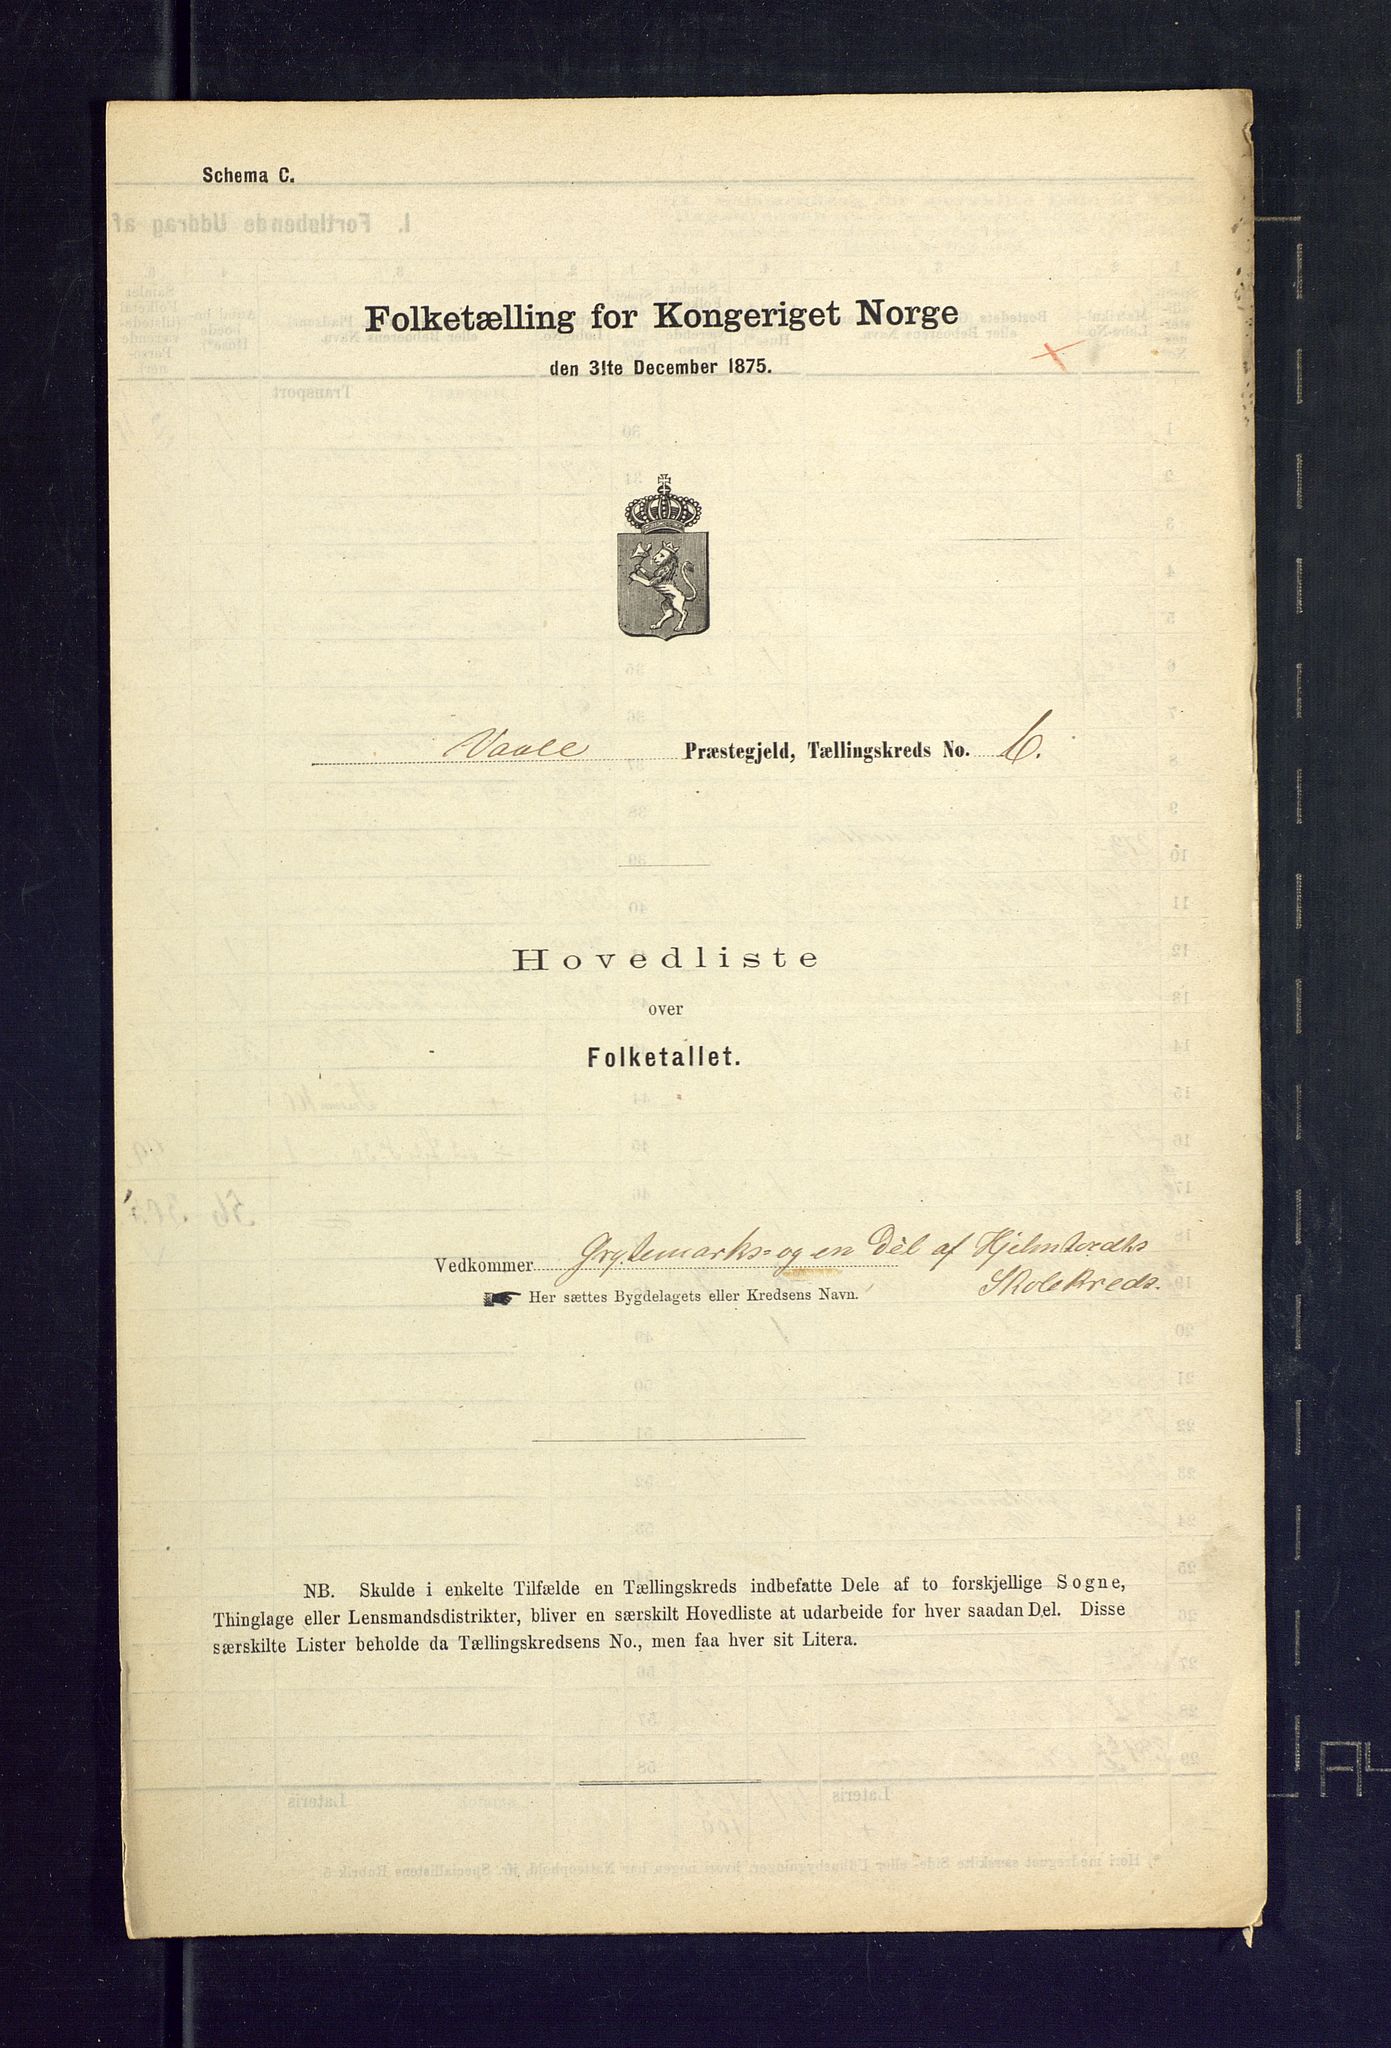 Schema C.
Folketælling for Kongeriget Norge
den 31te December 1875.
Vaale Præstegjeld, Tællingskreds No. 6.
Hovedliste
over
Folketallet.
Vedkommer Grytemarks- og en Del af Hjelmtvedts
Skolekreds.
Her sættes Bygdelagets eller Kredsens Navn.
NB. Skulde i enkelte Tilfælde en Tællingskreds indbefatte Dele af to forskjellige Sogne,
Thinglage eller Lensmandsdistrikter, bliver en særskilt Hovedliste at udarbeide for hver saadan Del. Disse
særskilte Lister beholde da Tællingskredsens No., men faa hver sit Litera.